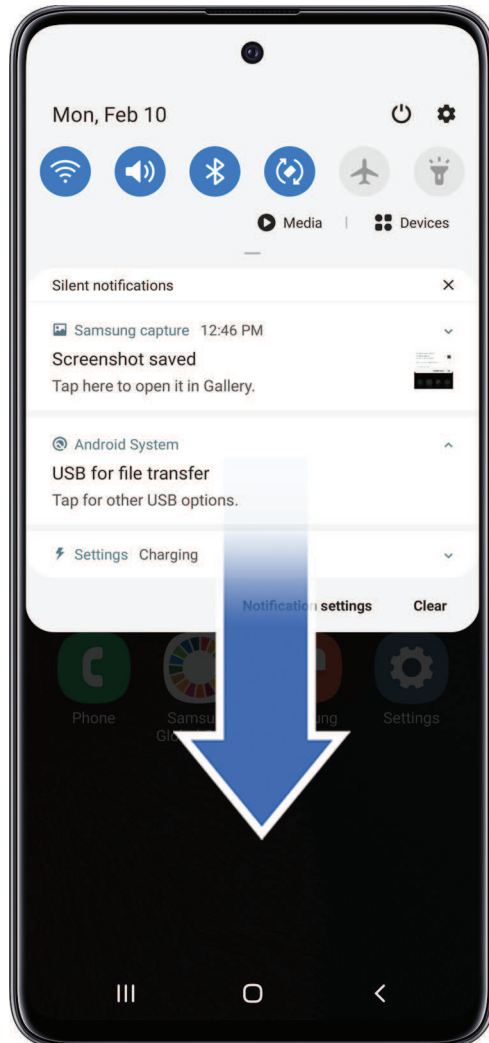 Mon, Feb 10
Media | Devices
Silent notifications
Samsung capture 12:46 PM
Screenshot saved
Tap here to open it in Gallery.
Android System
USB for file transfer
Tap for other USB options.
Settings Charging
Notification settings Clear
Phone Settings